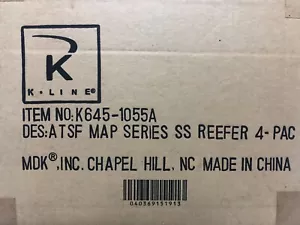 K
K·LINE®
ITEM NO:K645-1055A
DES:ATSF MAP SERIES SS REEFER 4-PAC
MDK®,INC. CHAPEL HILL, NC MADE IN CHINA